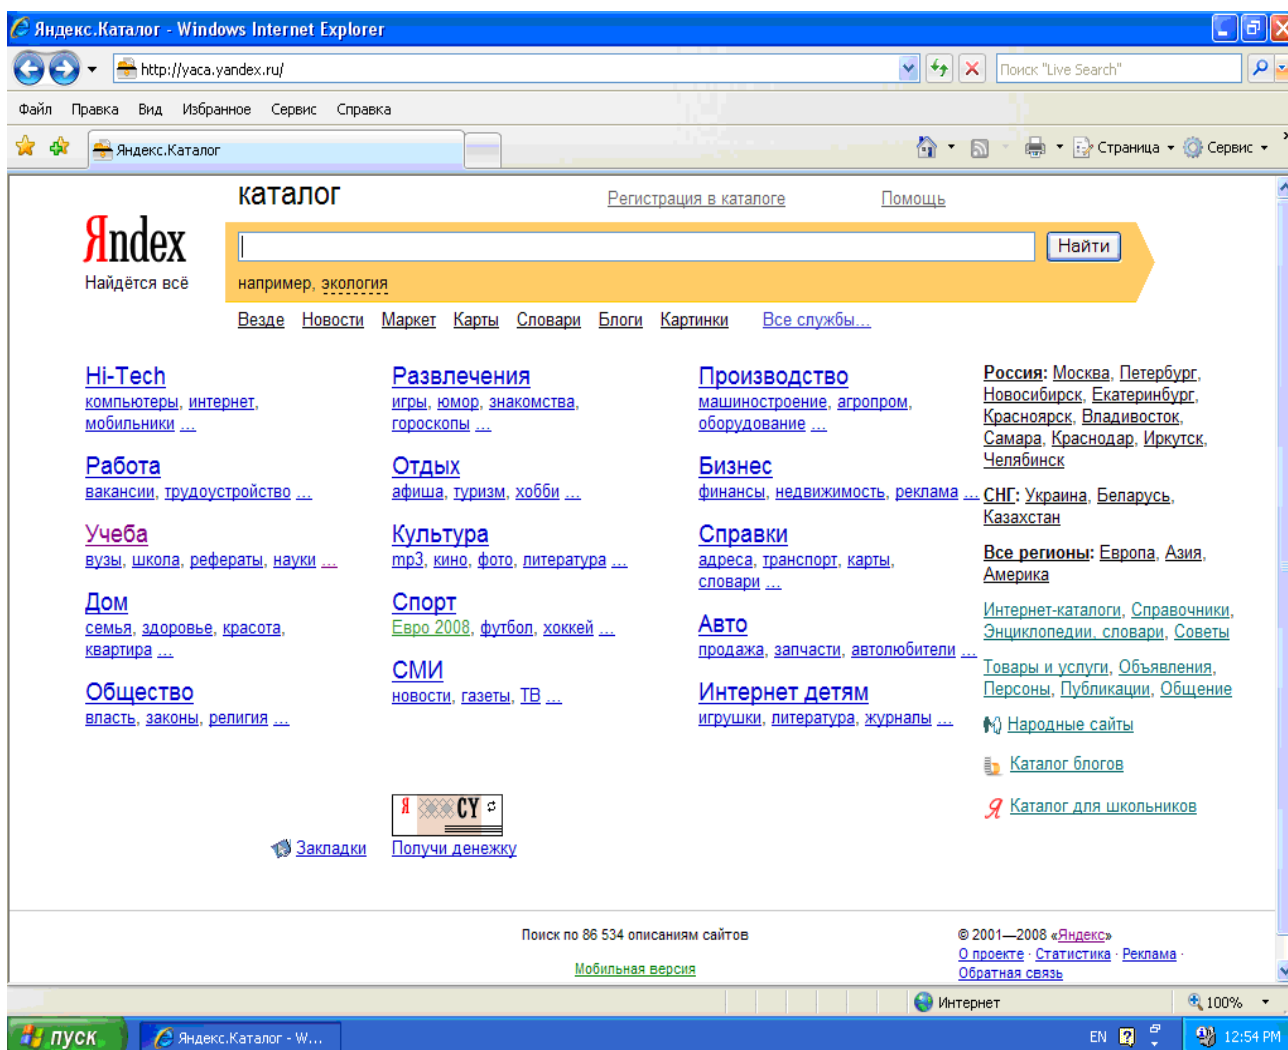 Яндекс.Каталог - Windows Internet Explorer
http://yaca.yandex.ru/
Поиск "Live Search"
Файл Правка Вид Избранное Сервис Справка
Яндекс.Каталог
Страница Сервис
каталог
Регистрация в каталоге Помощь
Яndex
Найти
Найдётся всё
например, экология
Везде Новости Маркет Карты Словари Блоги Картинки Все службы...
Hi-Tech
компьютеры, интернет,
мобильники ...
Работа
вакансии, трудоустройство ...
Учеба
вузы, школа, рефераты, науки ...
Дом
семья, здоровье, красота,
квартира ...
Общество
власть, законы, религия ...
Развлечения
игры, юмор, знакомства,
гороскопы ...
Отдых
афиша, туризм, хобби ...
Культура
mp3, кино, фото, литература ...
Спорт
Евро 2008, футбол, хоккей ...
СМИ
новости, газеты, ТВ ...
Производство
машиностроение, агропром,
оборудование ...
Бизнес
финансы, недвижимость, реклама ...
Справки
адреса, транспорт, карты,
словари ...
Авто
продажа, запчасти, автолюбители ...
Интернет детям
игрушки, литература, журналы ...
Россия: Москва, Петербург,
Новосибирск, Екатеринбург,
Красноярск, Владивосток,
Самара, Краснодар, Иркутск,
Челябинск
СНГ: Украина, Беларусь,
Казахстан
Все регионы: Европа, Азия,
Америка
Интернет-каталоги, Справочники,
Энциклопедии, словари, Советы
Товары и услуги, Объявления,
Персоны, Публикации, Общение
Народные сайты
Каталог блогов
Я Каталог для школьников
Я CY
Закладки Получи денежку
Поиск по 86 534 описаниям сайтов
Мобильная версия
© 2001—2008 «Яндекс»
О проекте · Статистика · Реклама ·
Обратная связь
Интернет 100%
пуск Яндекс.Каталог - W... EN 12:54 PM